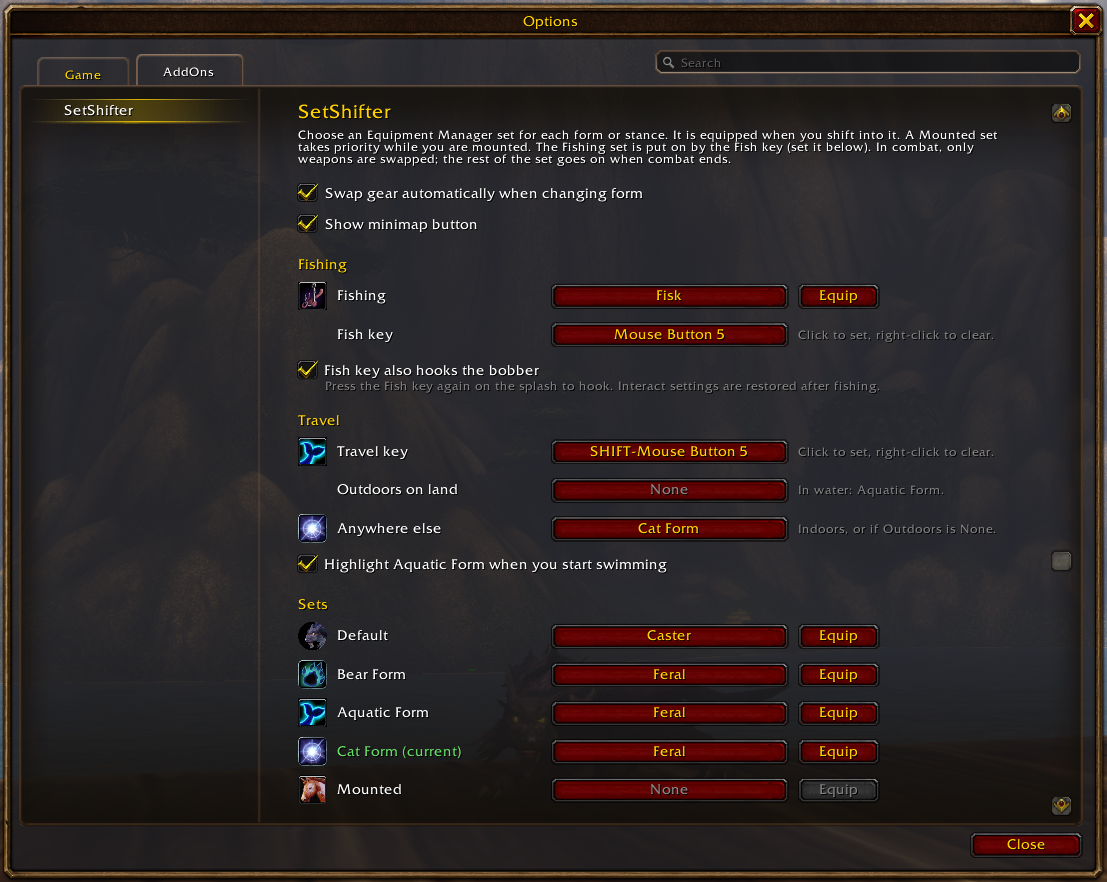 Options
Game
AddOns
Search
SetShifter
SetShifter
Choose an Equipment Manager set for each form or stance. It is equipped when you shift into it. A Mounted set
takes priority while you are mounted. The Fishing set is put on by the Fish key (set it below). In combat, only
weapons are swapped; the rest of the set goes on when combat ends.
Swap gear automatically when changing form
Show minimap button
Fishing
Fishing Fisk Equip
Fish key Mouse Button 5 Click to set, right-click to clear.
Fish key also hooks the bobber
Press the Fish key again on the splash to hook. Interact settings are restored after fishing.
Travel
Travel key SHIFT-Mouse Button 5 Click to set, right-click to clear.
Outdoors on land None In water: Aquatic Form.
Anywhere else Cat Form Indoors, or if Outdoors is None.
Highlight Aquatic Form when you start swimming
Sets
Default Caster Equip
Bear Form Feral Equip
Aquatic Form Feral Equip
Cat Form (current) Feral Equip
Mounted None Equip
Close